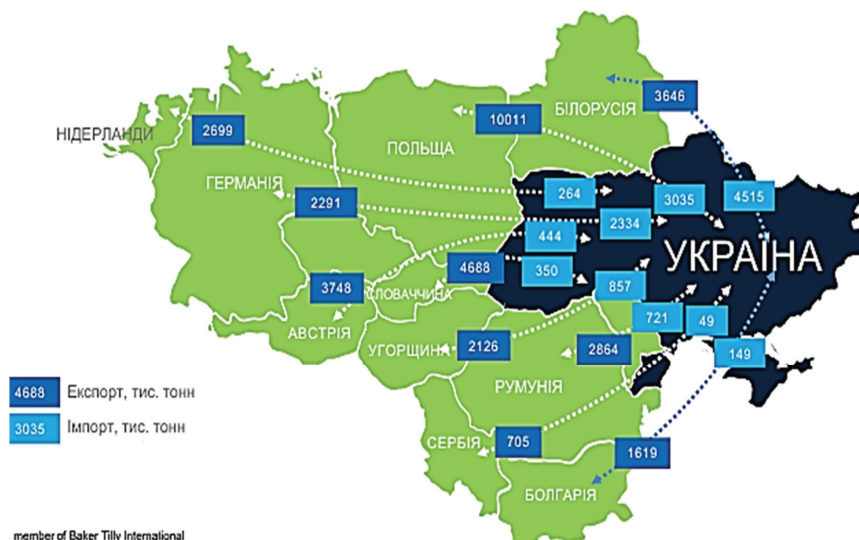 БІЛОРУСІЯ
3646
10011
2699
НІДЕРЛАНДИ
ПОЛЬЩА
ГЕРМАНІЯ
264
3035
4515
2291
2334
444
УКРАЇНА
4688
350
3748
СЛОВАЧЧИНА
857
АВСТРІЯ
721
49
УГОРЩИНА
2126
2864
149
РУМУНІЯ
4688 Експорт, тис. тонн
3035 Імпорт, тис. тонн
СЕРБІЯ
705
1619
БОЛГАРІЯ
member of Baker Tilly International